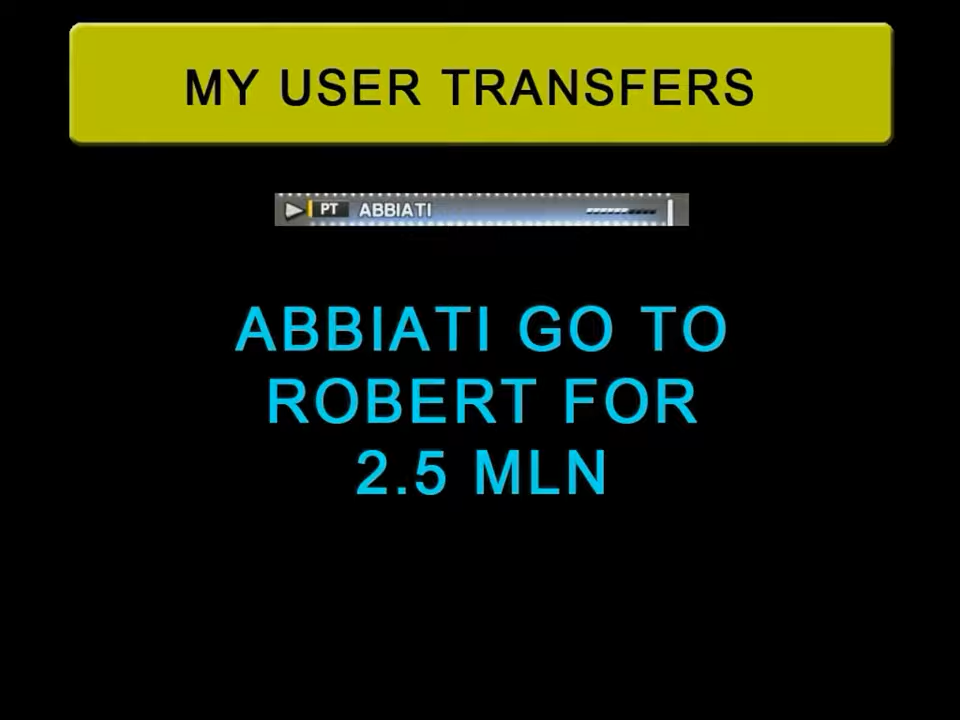 MY USER TRANSFERS
PT ABBIATI
ABBIATI GO TO
ROBERT FOR
2.5 MLN